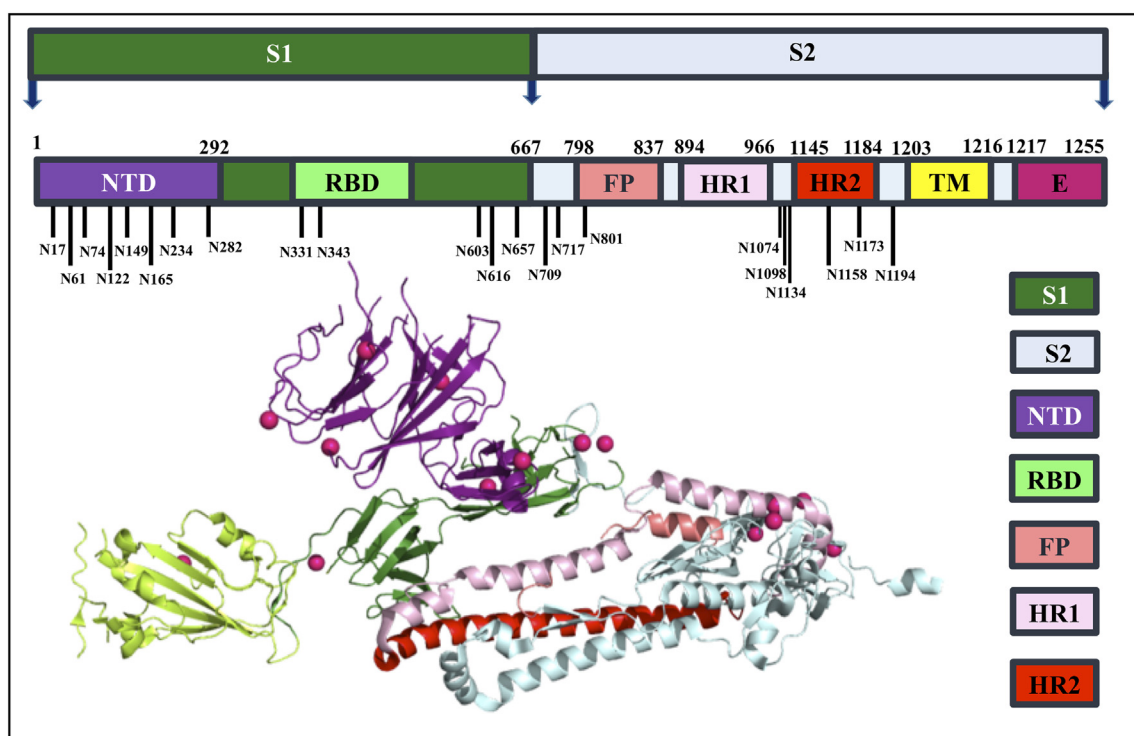 S1 S2
1 292 667 798 837 894 966 1145 1184 1203 1216 1217 1255
NTD RBD FP HR1 HR2 TM E
N17 N74 N149 N234 N282 N331 N343 N603 N657 N717 N801 N1074 N1173
N61 N122 N165 N616 N709 N1098 N1158 N1194
N1134
S1
S2
NTD
RBD
FP
HR1
HR2